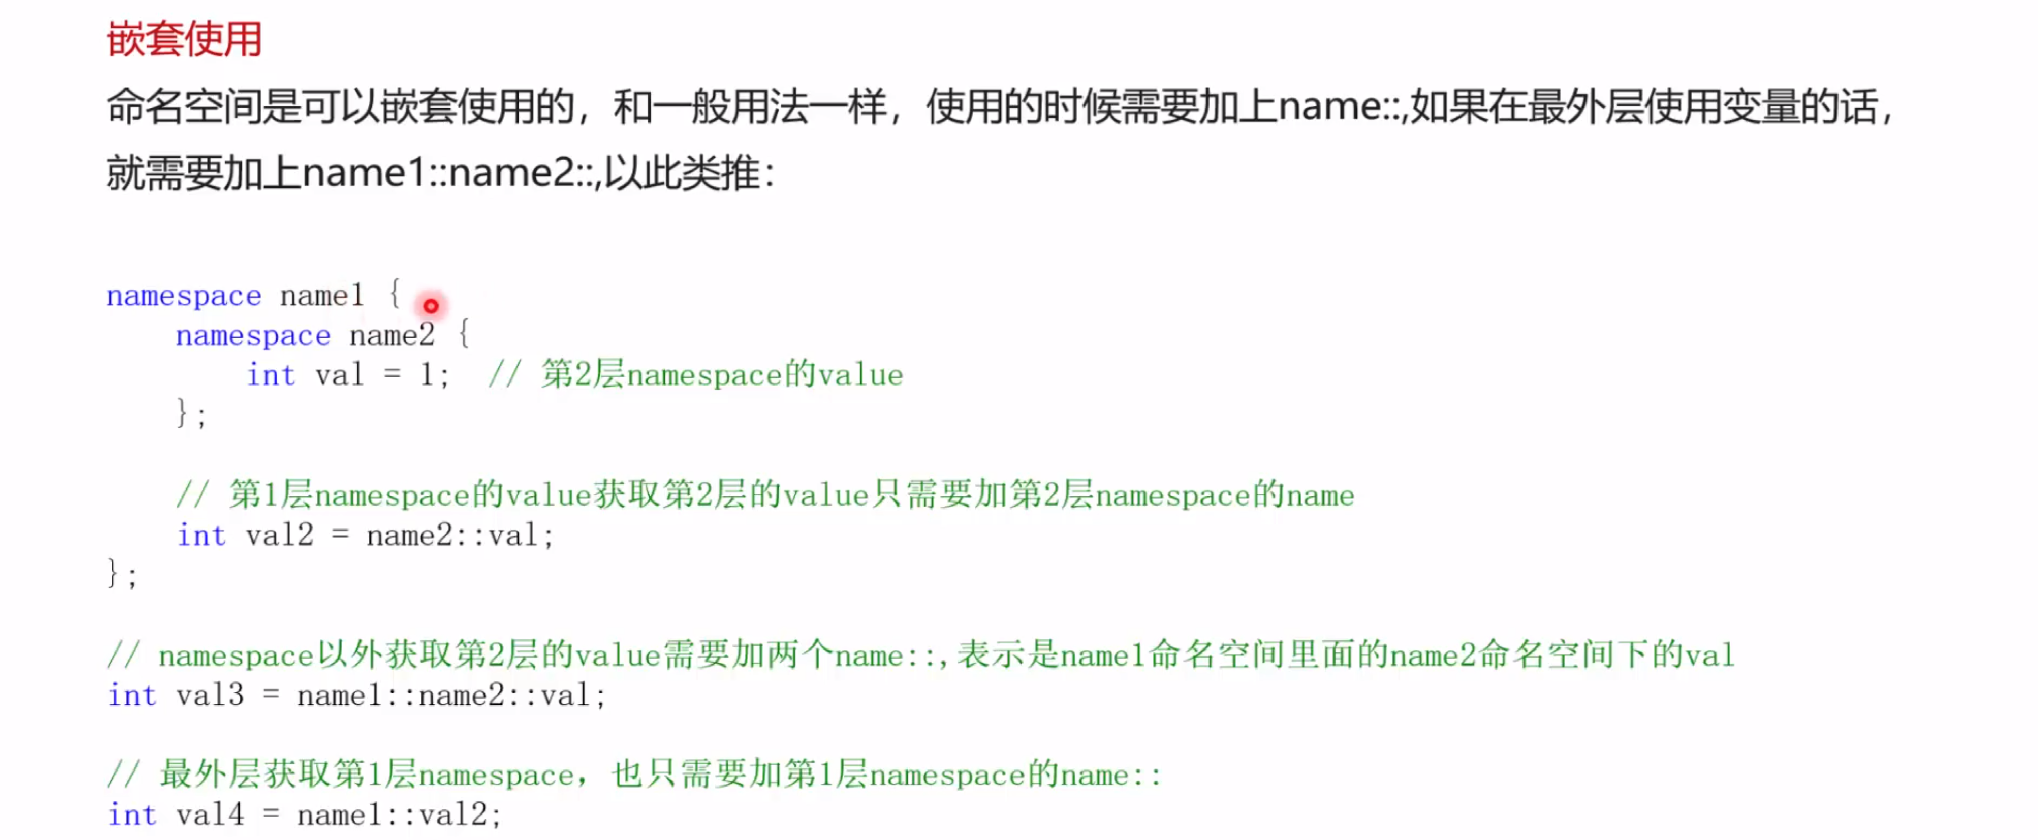 嵌套使用
命名空间是可以嵌套使用的，和一般用法一样，使用的时候需要加上name::,如果在最外层使用变量的话，
就需要加上name1::name2::,以此类推：
namespace name1 {
namespace name2 {
int val = 1;  // 第2层namespace的value
};
// 第1层namespace的value获取第2层的value只需要加第2层namespace的name
int val2 = name2::val;
};
// namespace以外获取第2层的value需要加两个name::,表示是name1命名空间里面的name2命名空间下的val
int val3 = name1::name2::val;
// 最外层获取第1层namespace，也只需要加第1层namespace的name::
int val4 = name1::val2;